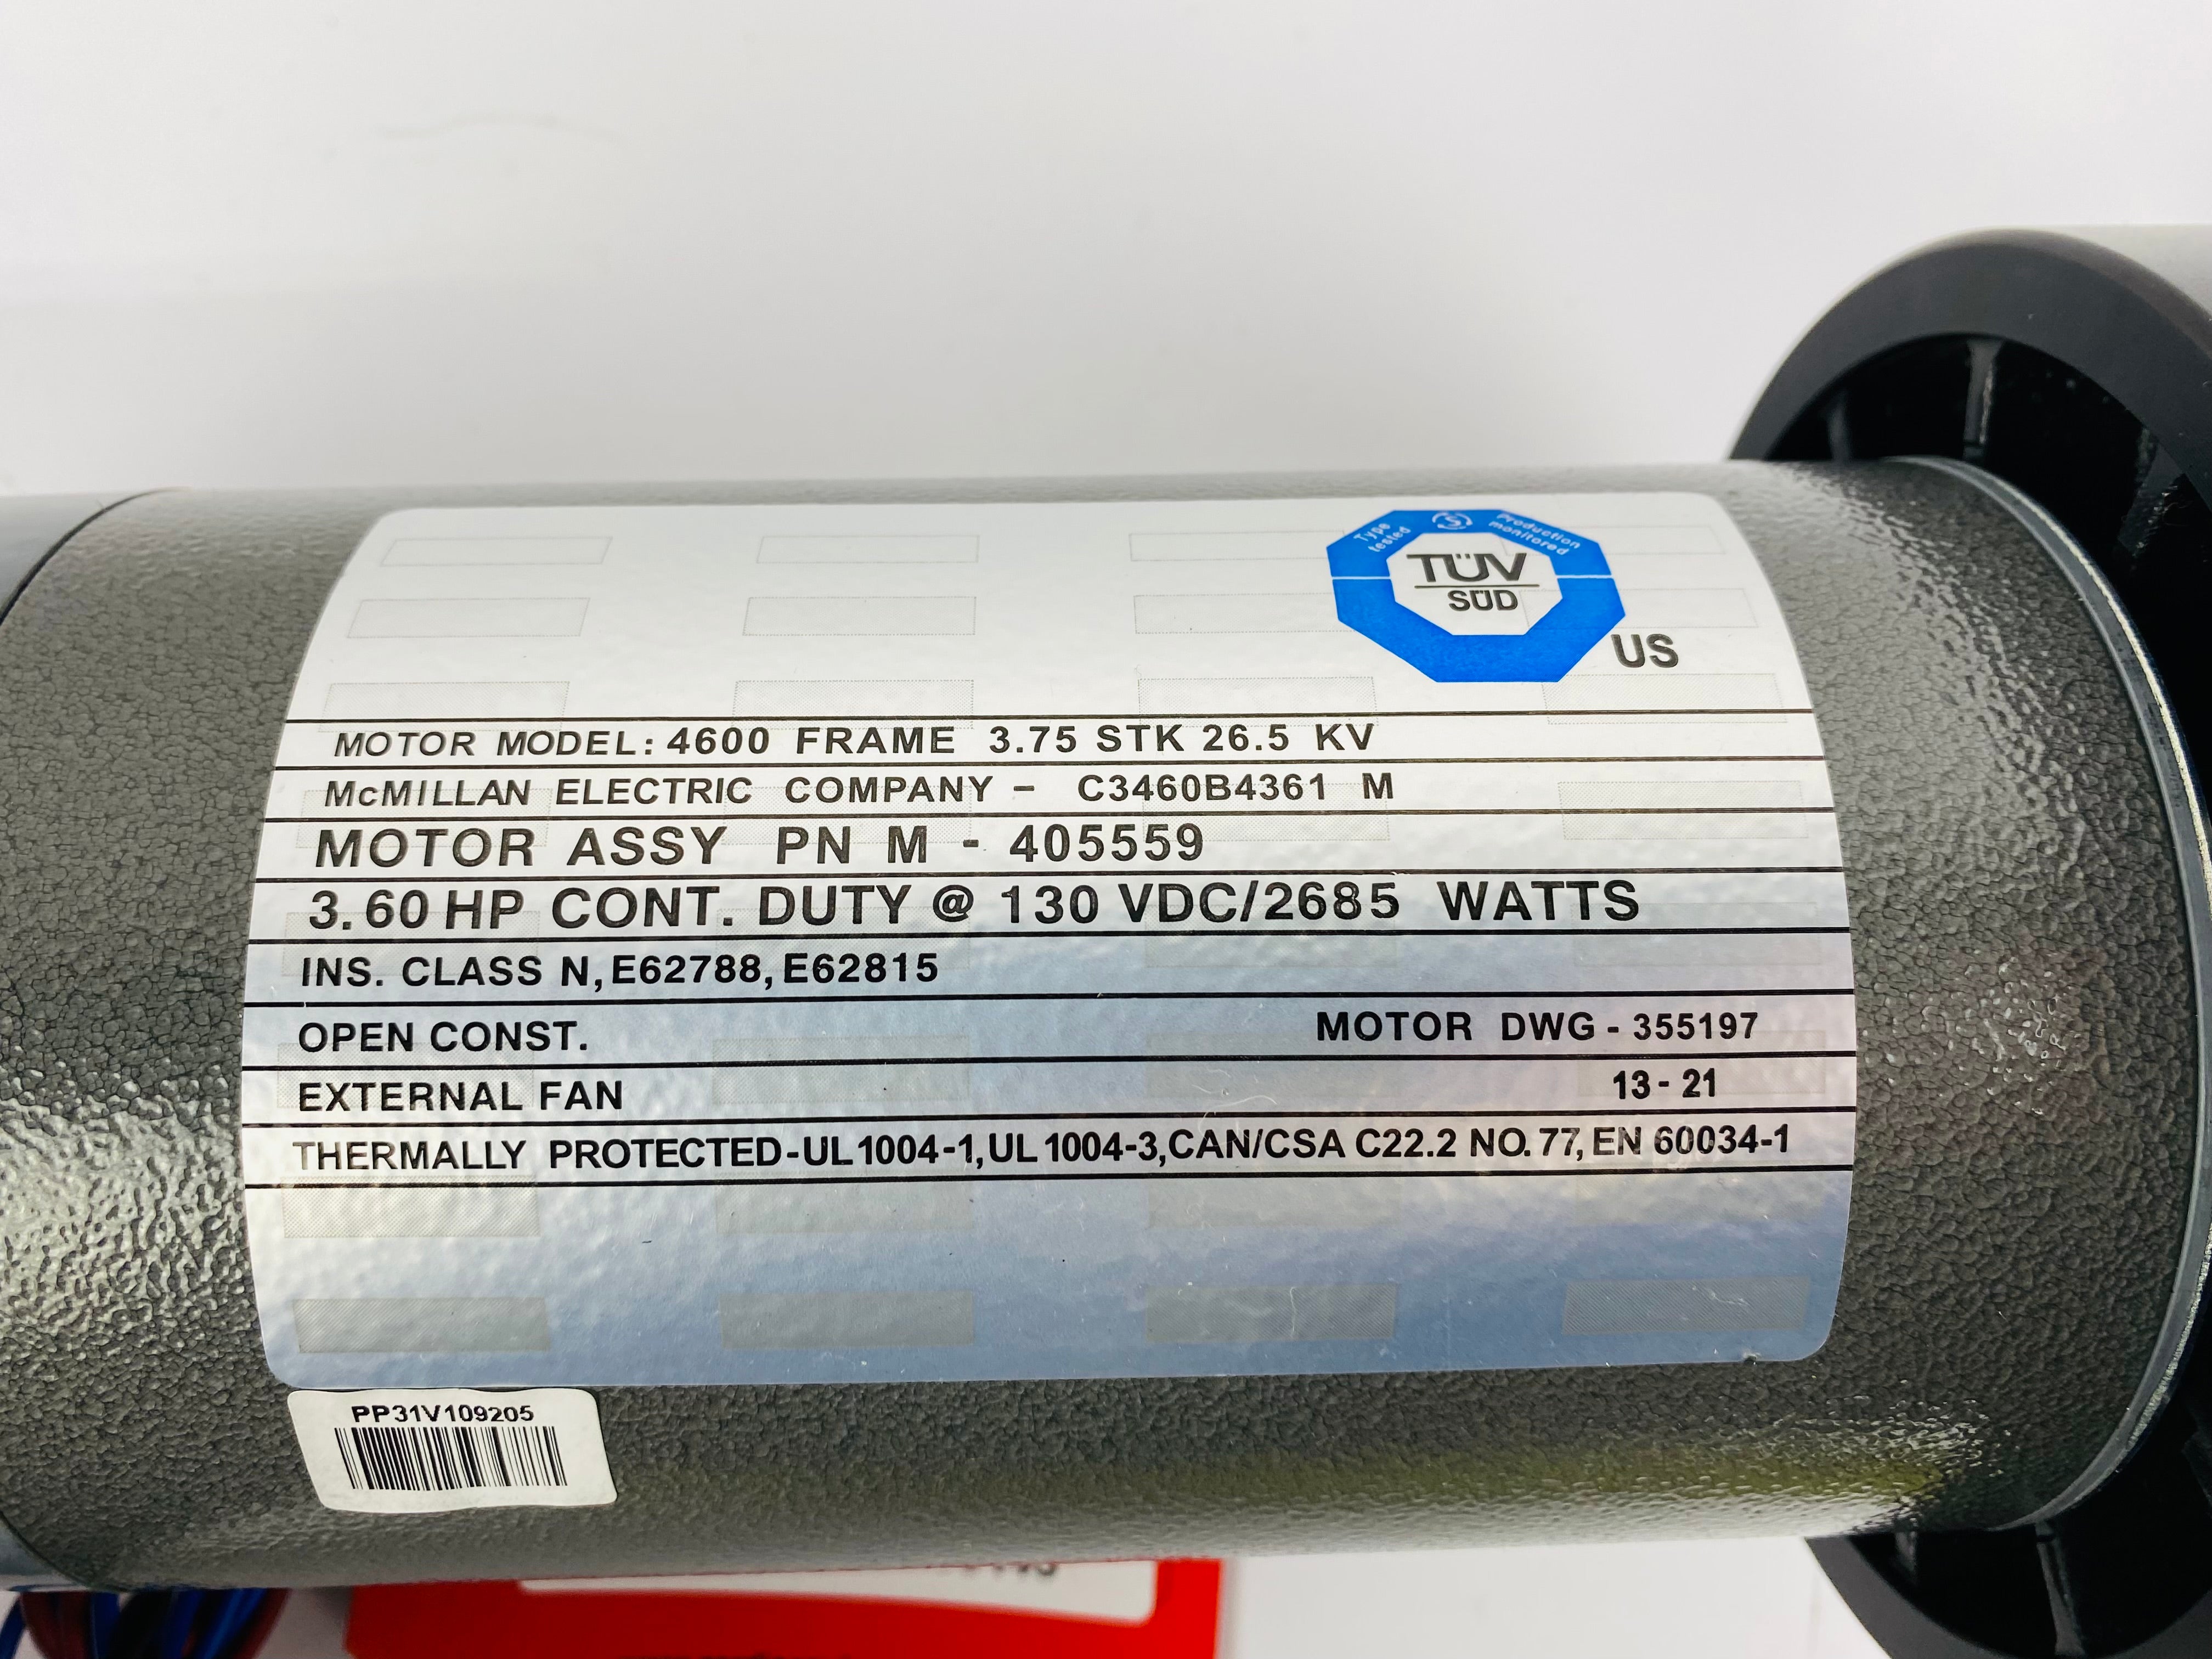 Type tested
Production monitored
TÜV
SÜD
US
MOTOR MODEL: 4600 FRAME 3.75 STK 26.5 KV
McMILLAN ELECTRIC COMPANY - C3460B4361 M
MOTOR ASSY PN M - 405559
3.60 HP CONT. DUTY @ 130 VDC/2685 WATTS
INS. CLASS N, E62788, E62815
OPEN CONST. MOTOR DWG - 355197
EXTERNAL FAN 13 - 21
THERMALLY PROTECTED-UL 1004-1, UL 1004-3, CAN/CSA C22.2 NO. 77, EN 60034-1
PP31V109205